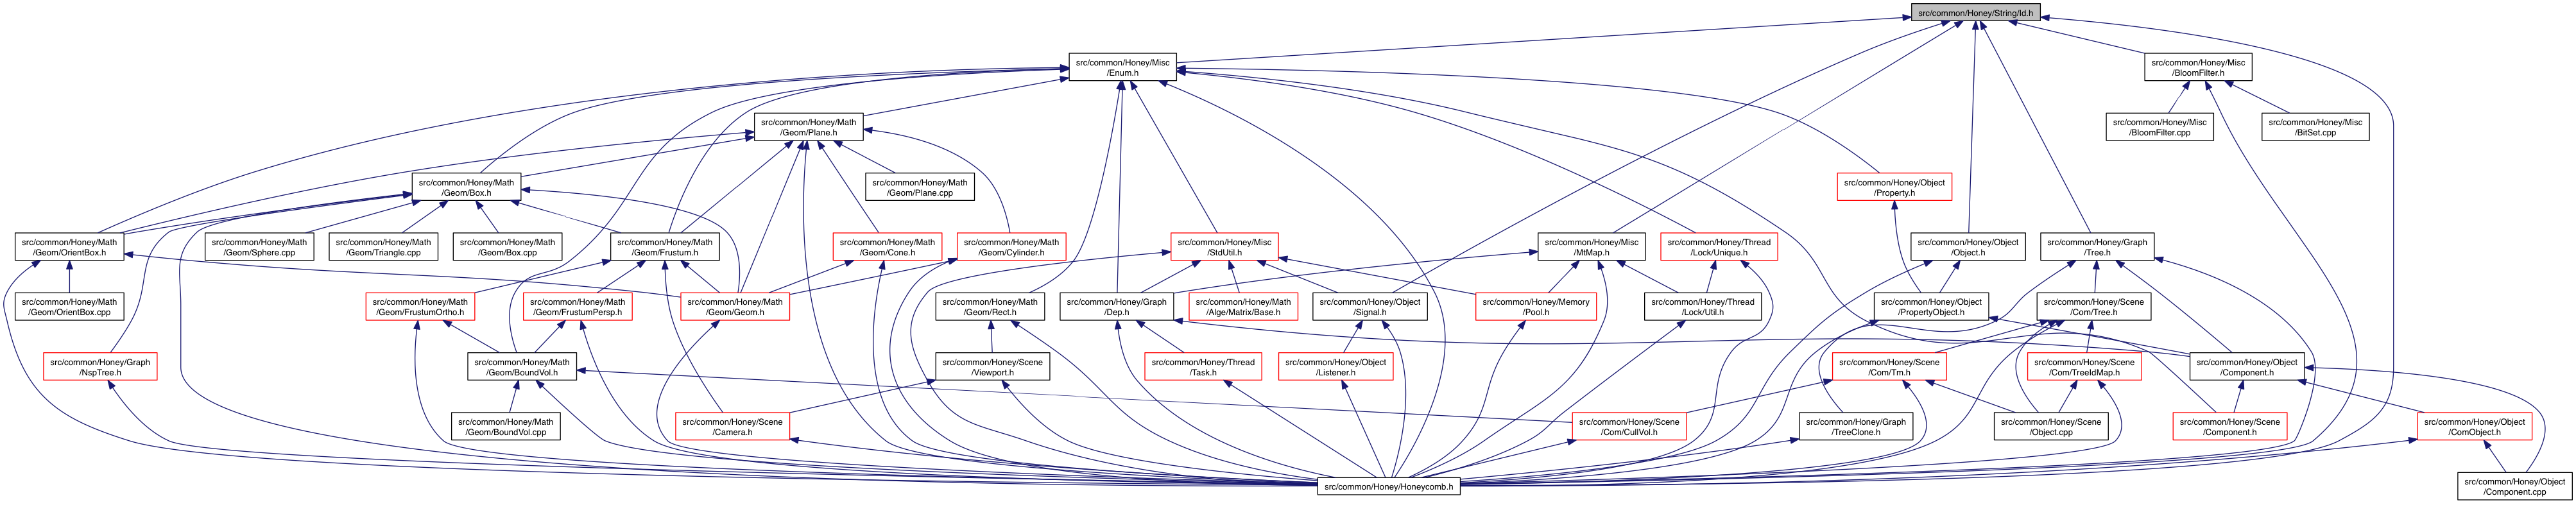 src/common/Honey/String/Id.h
src/common/Honey/Misc
/Enum.h
src/common/Honey/Misc
/BloomFilter.h
src/common/Honey/Math
/Geom/Plane.h
src/common/Honey/Misc
/BloomFilter.cpp
src/common/Honey/Misc
/BitSet.cpp
src/common/Honey/Math
/Geom/Box.h
src/common/Honey/Math
/Geom/Plane.cpp
src/common/Honey/Object
/Property.h
src/common/Honey/Math
/Geom/OrientBox.h
src/common/Honey/Math
/Geom/Sphere.cpp
src/common/Honey/Math
/Geom/Triangle.cpp
src/common/Honey/Math
/Geom/Box.cpp
src/common/Honey/Math
/Geom/Frustum.h
src/common/Honey/Math
/Geom/Cone.h
src/common/Honey/Math
/Geom/Cylinder.h
src/common/Honey/Misc
/StdUtil.h
src/common/Honey/Misc
/MtMap.h
src/common/Honey/Thread
/Lock/Unique.h
src/common/Honey/Object
/Object.h
src/common/Honey/Graph
/Tree.h
src/common/Honey/Math
/Geom/OrientBox.cpp
src/common/Honey/Math
/Geom/FrustumOrtho.h
src/common/Honey/Math
/Geom/FrustumPersp.h
src/common/Honey/Math
/Geom/Geom.h
src/common/Honey/Math
/Geom/Rect.h
src/common/Honey/Graph
/Dep.h
src/common/Honey/Math
/Alge/Matrix/Base.h
src/common/Honey/Object
/Signal.h
src/common/Honey/Memory
/Pool.h
src/common/Honey/Thread
/Lock/Util.h
src/common/Honey/Object
/PropertyObject.h
src/common/Honey/Scene
/Com/Tree.h
src/common/Honey/Graph
/NspTree.h
src/common/Honey/Math
/Geom/BoundVol.h
src/common/Honey/Scene
/Viewport.h
src/common/Honey/Thread
/Task.h
src/common/Honey/Object
/Listener.h
src/common/Honey/Scene
/Com/Tm.h
src/common/Honey/Scene
/Com/TreeIdMap.h
src/common/Honey/Object
/Component.h
src/common/Honey/Math
/Geom/BoundVol.cpp
src/common/Honey/Scene
/Camera.h
src/common/Honey/Scene
/Com/CullVol.h
src/common/Honey/Graph
/TreeClone.h
src/common/Honey/Scene
/Object.cpp
src/common/Honey/Scene
/Component.h
src/common/Honey/Object
/ComObject.h
src/common/Honey/Honeycomb.h
src/common/Honey/Object
/Component.cpp